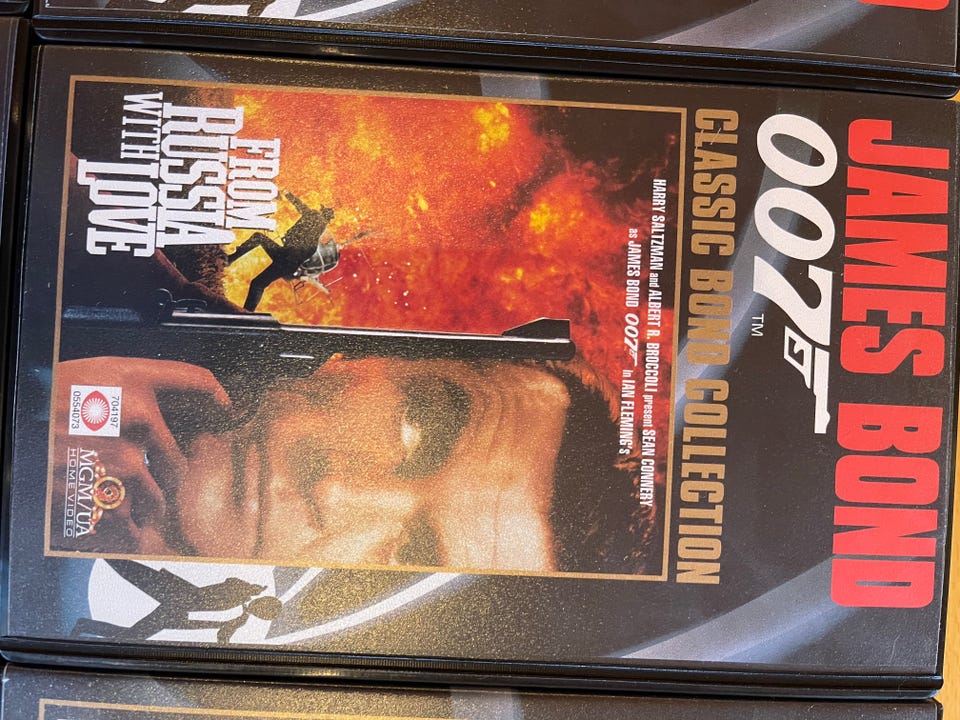 JAMES BOND
007
TM
CLASSIC BOND COLLECTION
HARRY SALTZMAN and ALBERT R. BROCCOLI present SEAN CONNERY
as JAMES BOND 007 in IAN FLEMING'S
FROM
RUSSIA
WITH LOVE
704197
0554073
MGM/UA
HOME VIDEO